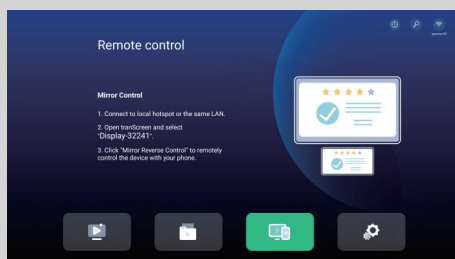 Remote control
Mirror Control
1. Connect to local hotspot or the same LAN.
2. Open tranScreen and select
"Display-32241".
3. Click "Mirror Reverse Control" to remotely
control the device with your phone.